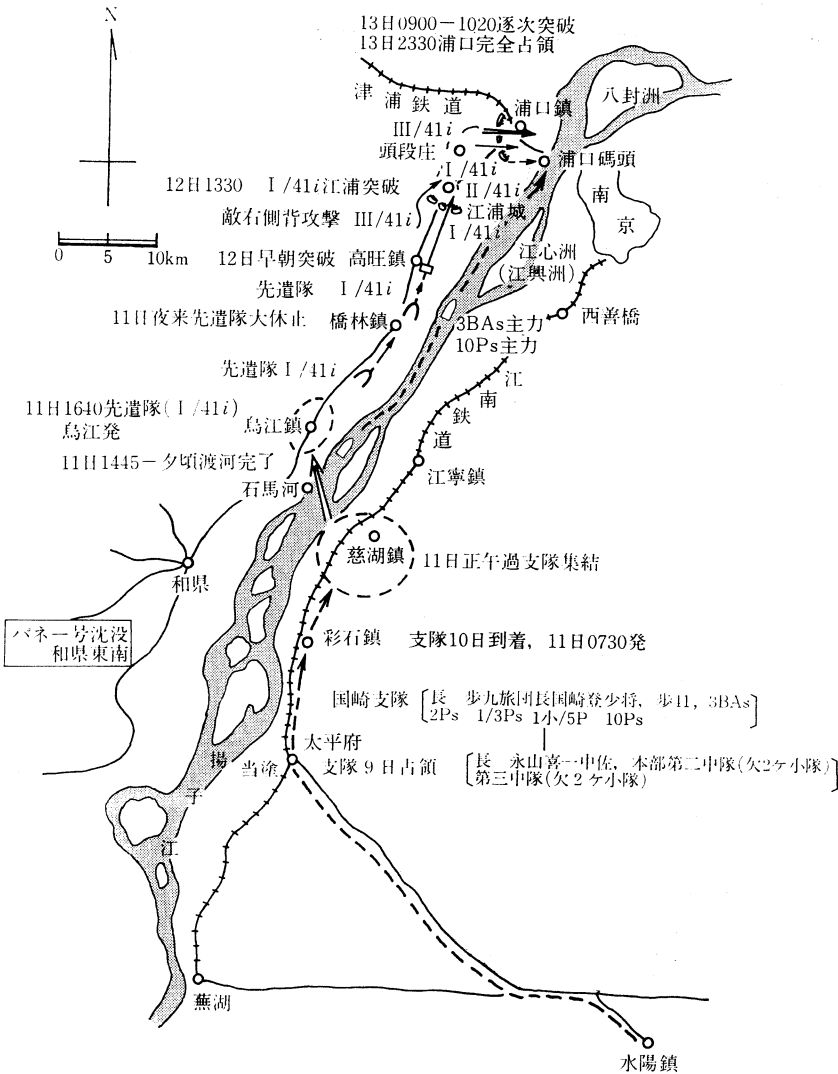 N
13日0900－1020逐次突破
13日2330浦口完全占領
八封洲
津浦鉄道
浦口鎮
III/41i
頭段庄
浦口碼頭
I/41i
12日1330 I/41i江浦突破
II/41i
南京
敵右側背攻撃 III/41i
江浦城
I/41i
江心洲
(江興洲)
0 5 10km
12日早朝突破 高旺鎮
先遣隊 I/41i
11日夜来先遣隊大休止 橋林鎮
3BAs主力
10Ps主力
西善橋
先遣隊I/41i
江南鉄道
11日1640先遣隊(I/41i)
烏江発
烏江鎮
11日1445－夕頃渡河完了
石馬河
江寧鎮
慈湖鎮
11日正午過支隊集結
和県
パネー号沈没
和県東南
彩石鎮
支隊10日到着，11日0730発
国崎支隊
長 歩九旅団長国崎登少将，歩41，3BAs
2Ps 1/3Ps 1小/5P 10Ps
太平府
当塗
支隊9日占領
長 永山喜一中佐，本部第二中隊(欠2ケ小隊)
第三中隊(欠2ケ小隊)
揚子江
蕪湖
水陽鎮